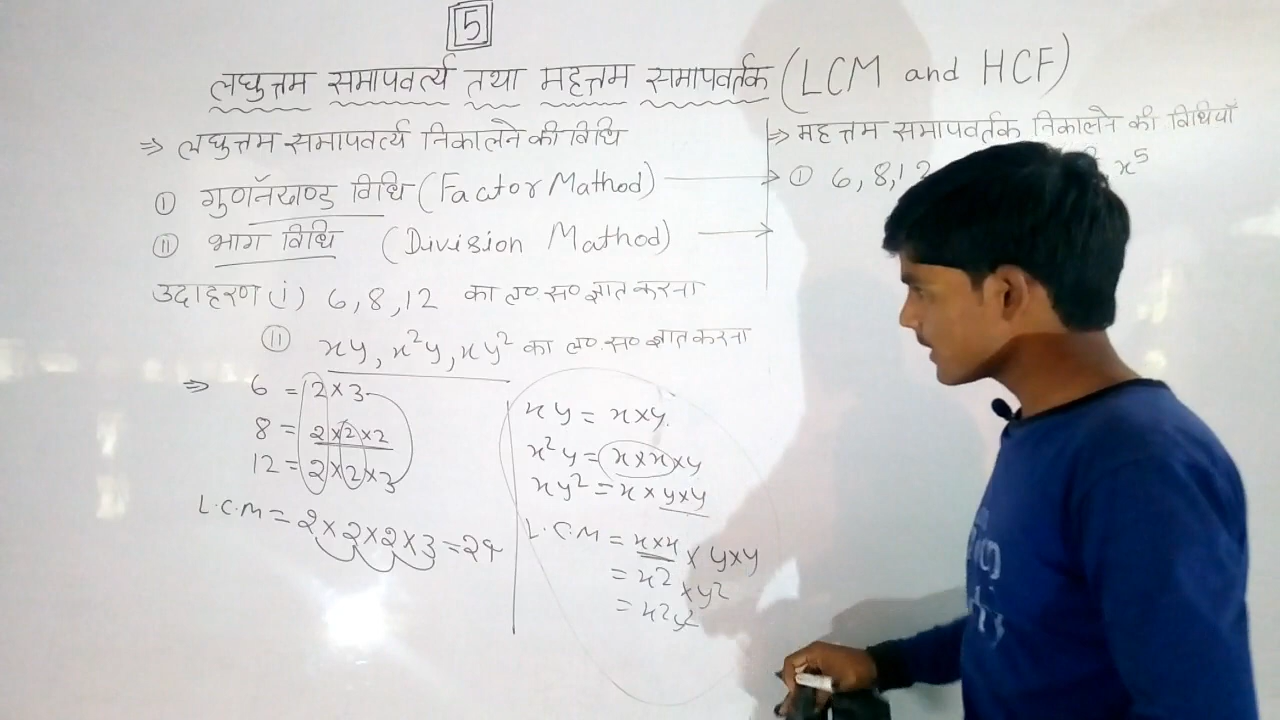 5
लघुत्तम समापवर्त्य तथा महत्तम समापवर्तक (LCM and HCF)
⇒ लघुत्तम समापवर्त्य निकालने की विधि
① गुणॅनखण्ड विधि (Factor Mathod) →
⑪ भाग विधि (Division Mathod) →
उदाहरण (i) 6, 8, 12 का ल०.स० ज्ञात करना
⑪ xy, x²y, xy² का ल०.स० ज्ञात करना
⇒ 6 = 2×3
8 = 2×2×2
12 = 2×2×3
L.C.M = 2×2×2×3 = 24
xy = x×y.
x²y = x×x×y
xy² = x×y×y
L.C.M = x×x×y×y
= x2×y2
= x2y2
⇒ महत्तम समापवर्तक निकालने की विधियाँ
① 6, 8, 12
, x⁵